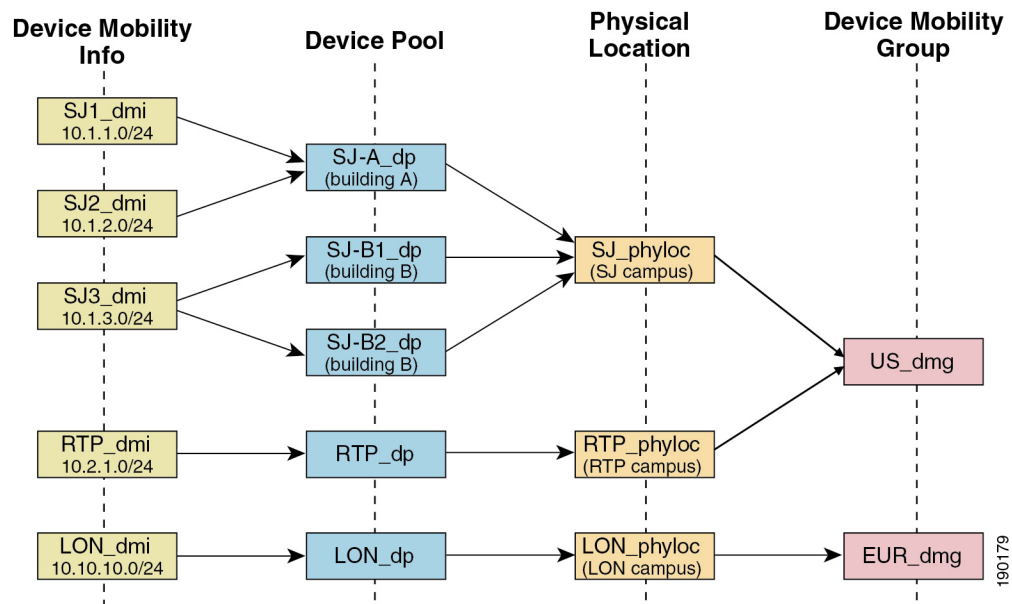 Device Mobility
Info
Device Pool
Physical
Location
Device Mobility
Group
SJ1_dmi
10.1.1.0/24
SJ2_dmi
10.1.2.0/24
SJ3_dmi
10.1.3.0/24
RTP_dmi
10.2.1.0/24
LON_dmi
10.10.10.0/24
SJ-A_dp
(building A)
SJ-B1_dp
(building B)
SJ-B2_dp
(building B)
RTP_dp
LON_dp
SJ_phyloc
(SJ campus)
RTP_phyloc
(RTP campus)
LON_phyloc
(LON campus)
US_dmg
EUR_dmg
190179